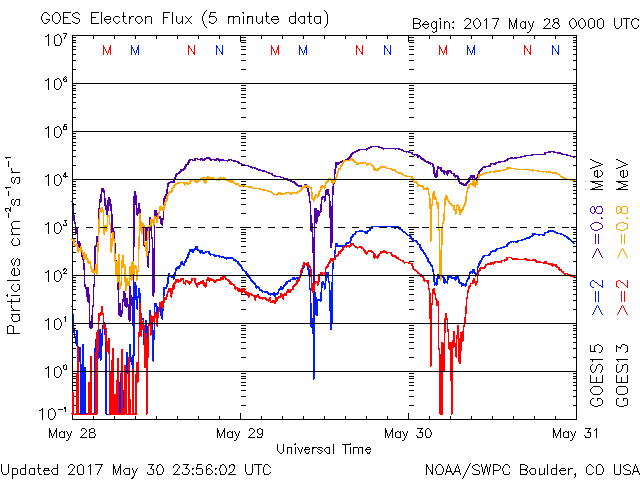 GOES Electron Flux (5 minute data)
Begin: 2017 May 28 0000 UTC
M M N N M M N N M M N N
10⁷
10⁶
10⁵
10⁴
10³
10²
10¹
10⁰
10⁻¹
Particles cm⁻²s⁻¹sr⁻¹
May 28 May 29 May 30 May 31
Universal Time
GOES15 >=2 >=0.8 MeV
GOES13 >=2 >=0.8 MeV
Updated 2017 May 30 23:56:02 UTC
NOAA/SWPC Boulder, CO USA